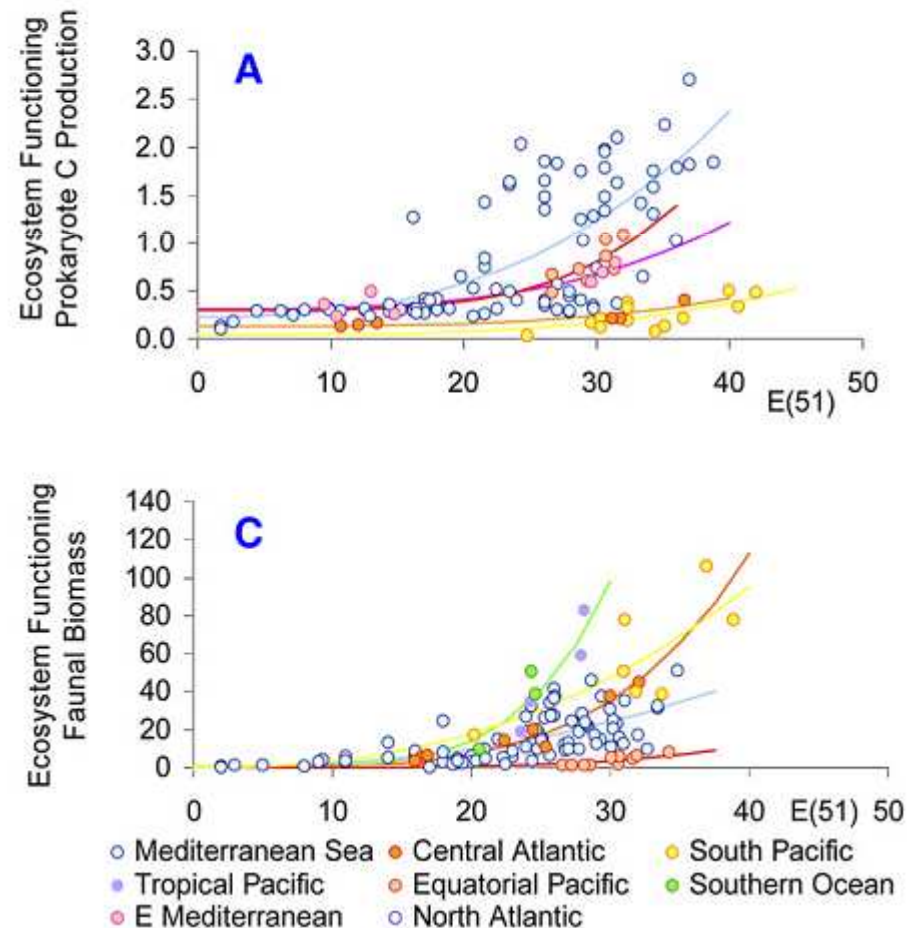 Ecosystem Functioning
Prokaryote C Production
A
3.0
2.5
2.0
1.5
1.0
0.5
0.0
0 10 20 30 40 50
E(51)
Ecosystem Functioning
Faunal Biomass
C
140
120
100
80
60
40
20
0
0 10 20 30 40 E(51) 50
Mediterranean Sea Central Atlantic South Pacific
Tropical Pacific Equatorial Pacific Southern Ocean
E Mediterranean North Atlantic